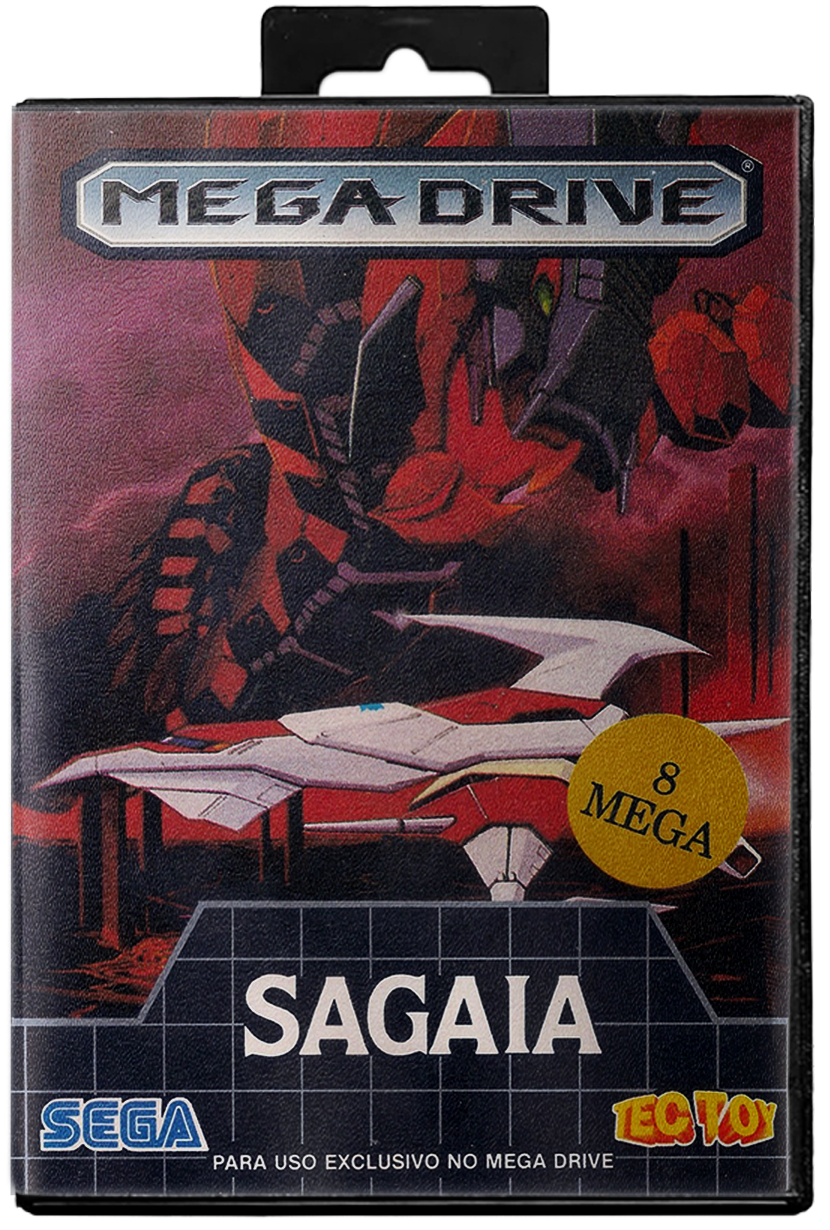 MEGA DRIVE®
8
MEGA
SAGAIA
SEGA
TEC TOY
PARA USO EXCLUSIVO NO MEGA DRIVE